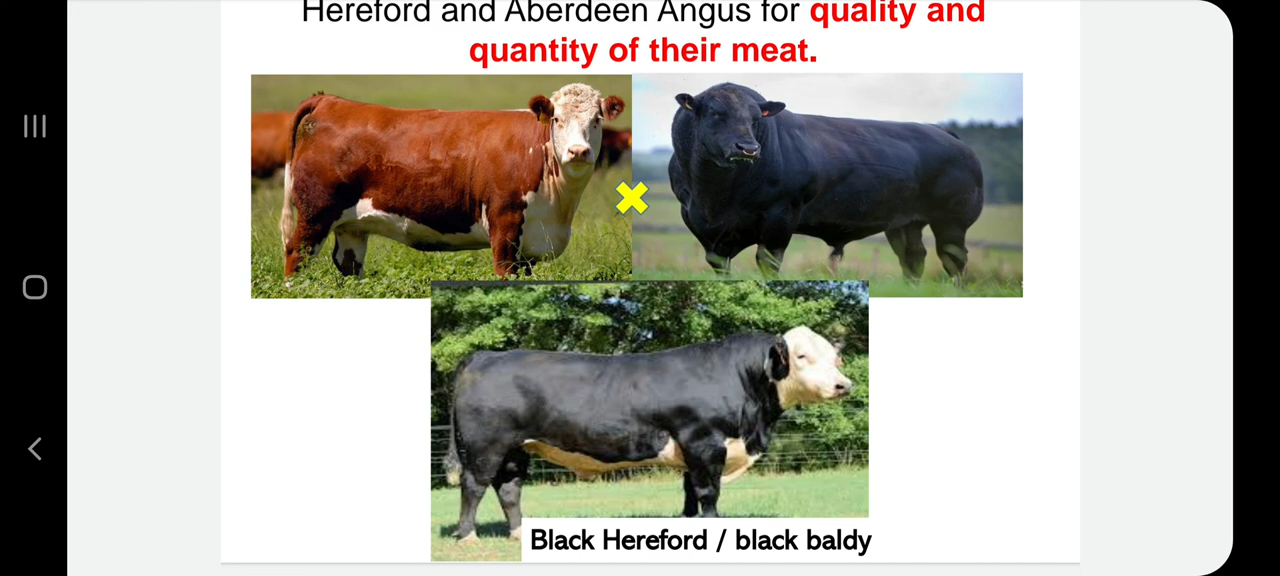 Hereford and Aberdeen Angus for quality and
quantity of their meat.
Black Hereford / black baldy